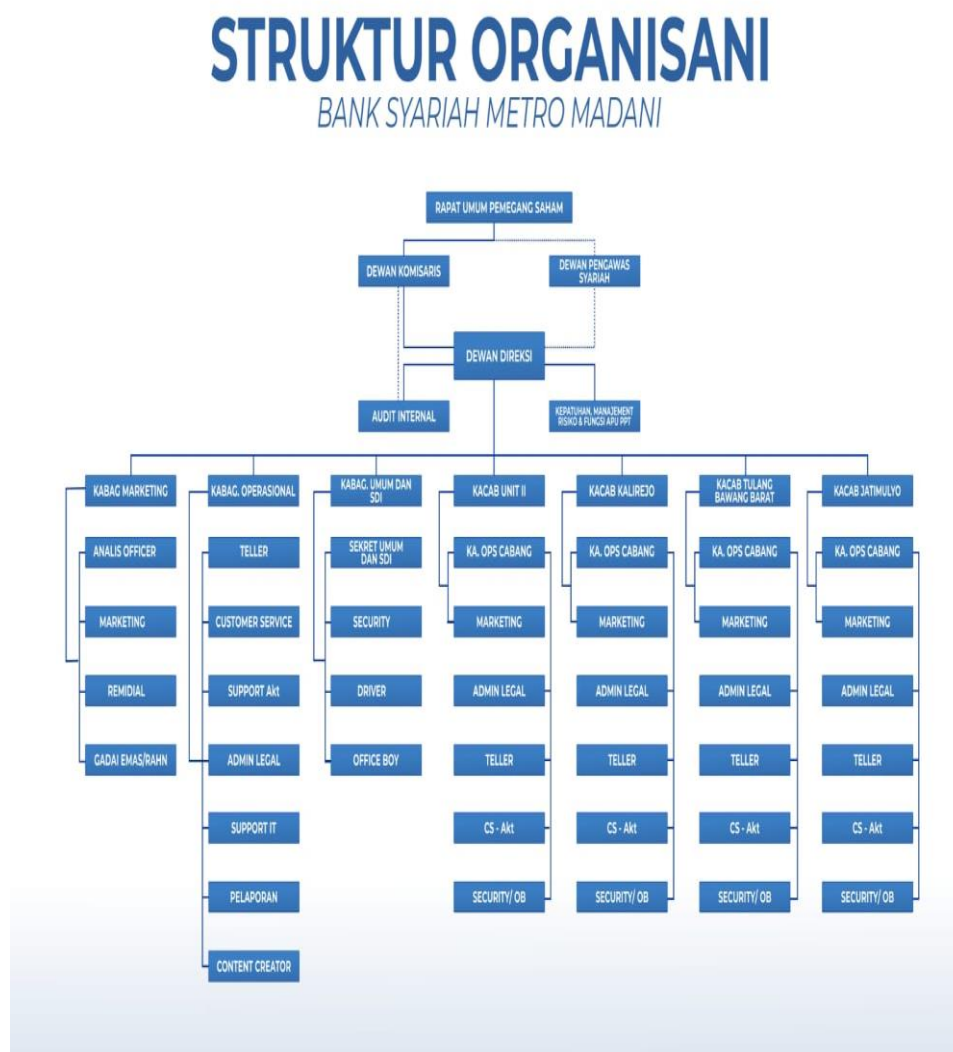 STRUKTUR ORGANISANI
BANK SYARIAH METRO MADANI
RAPAT UMUM PEMEGANG SAHAM
DEWAN KOMISARIS
DEWAN PENGAWAS
SYARIAH
DEWAN DIREKSI
AUDIT INTERNAL
KEPATUHAN, MANAJEMENT
RISIKO & FUNGSI APU PPT
KABAG MARKETING
ANALIS OFFICER
MARKETING
REMIDIAL
GADAI EMAS/RAHN
KABAG. OPERASIONAL
TELLER
CUSTOMER SERVICE
SUPPORT Akt
ADMIN LEGAL
SUPPORT IT
PELAPORAN
CONTENT CREATOR
KABAG. UMUM DAN
SDI
SEKRET UMUM
DAN SDI
SECURITY
DRIVER
OFFICE BOY
KACAB UNIT II
KA. OPS CABANG
MARKETING
ADMIN LEGAL
TELLER
CS - Akt
SECURITY/ OB
KACAB KALIREJO
KA. OPS CABANG
MARKETING
ADMIN LEGAL
TELLER
CS - Akt
SECURITY/ OB
KACAB TULANG
BAWANG BARAT
KA. OPS CABANG
MARKETING
ADMIN LEGAL
TELLER
CS - Akt
SECURITY/ OB
KACAB JATIMULYO
KA. OPS CABANG
MARKETING
ADMIN LEGAL
TELLER
CS - Akt
SECURITY/ OB